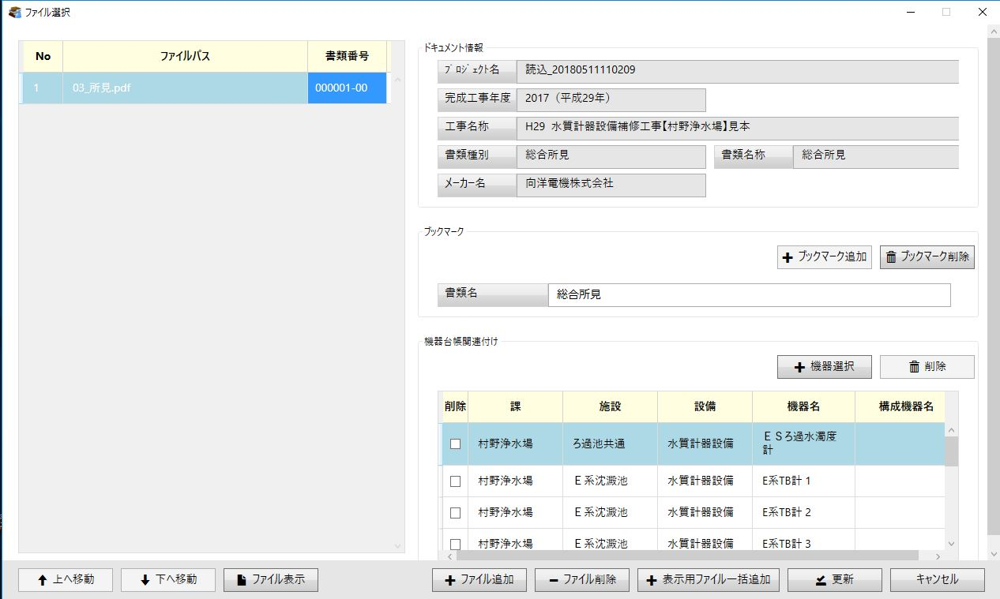 ファイル選択
No ファイルパス 書類番号
1 03_所見.pdf 000001-00
ドキュメント情報
ﾌﾟﾛｼﾞｪｸﾄ名 読込_20180511110209
完成工事年度 2017（平成29年）
工事名称 H29 水質計器設備補修工事【村野浄水場】見本
書類種別 総合所見 書類名称 総合所見
メーカー名 向洋電機株式会社
ブックマーク
ブックマーク追加 ブックマーク削除
書類名 総合所見
機器台帳関連付け
機器選択 削除
削除 課 施設 設備 機器名 構成機器名
村野浄水場 ろ過池共通 水質計器設備 ＥＳろ過水濁度
計
村野浄水場 Ｅ系沈澱池 水質計器設備 E系TB計 1
村野浄水場 Ｅ系沈澱池 水質計器設備 E系TB計 2
村野浄水場 Ｅ系沈澱池 水質計器設備 E系TB計 3
上へ移動 下へ移動 ファイル表示 ファイル追加 ファイル削除 表示用ファイル一括追加 更新 キャンセル